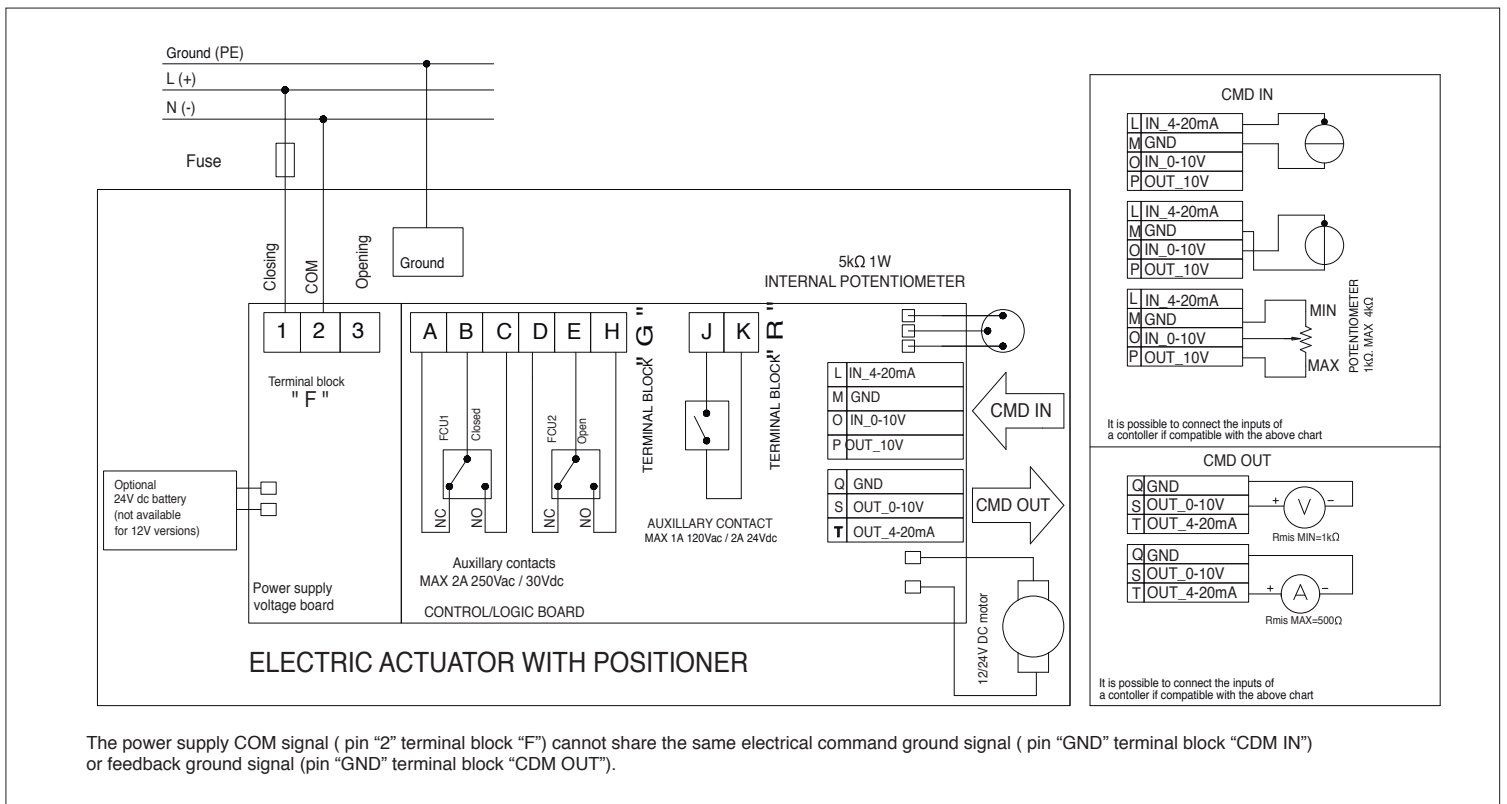 Ground (PE)
L (+)
N (-)
Fuse
Closing
COM
Opening
Ground
1 2 3
Terminal block
" F "
Optional
24V dc battery
(not available
for 12V versions)
Power supply
voltage board
A B C D E H
TERMINAL BLOCK "G"
FCU1
Closed
NC
NO
FCU2
Open
NC
NO
Auxillary contacts
MAX 2A 250Vac / 30Vdc
CONTROL/LOGIC BOARD
J K
TERMINAL BLOCK "R"
AUXILLARY CONTACT
MAX 1A 120Vac / 2A 24Vdc
5kΩ 1W
INTERNAL POTENTIOMETER
L IN_4-20mA
M GND
O IN_0-10V
P OUT_10V
CMD IN
Q GND
S OUT_0-10V
T OUT_4-20mA
CMD OUT
12/24V DC motor
ELECTRIC ACTUATOR WITH POSITIONER
CMD IN
L IN_4-20mA
M GND
O IN_0-10V
P OUT_10V
L IN_4-20mA
M GND
O IN_0-10V
P OUT_10V
L IN_4-20mA
M GND
O IN_0-10V
P OUT_10V
MIN
MAX
POTENTIOMETER
1kΩ. MAX 4kΩ
It is possible to connect the inputs of
a contoller if compatible with the above chart
CMD OUT
Q GND
S OUT_0-10V
T OUT_4-20mA
+ V −
Rmis MIN=1kΩ
Q GND
S OUT_0-10V
T OUT_4-20mA
+ A −
Rmis MAX=500Ω
It is possible to connect the inputs of
a contoller if compatible with the above chart
The power supply COM signal ( pin “2” terminal block “F”) cannot share the same electrical command ground signal ( pin “GND” terminal block “CDM IN”)
or feedback ground signal (pin “GND” terminal block “CDM OUT”).